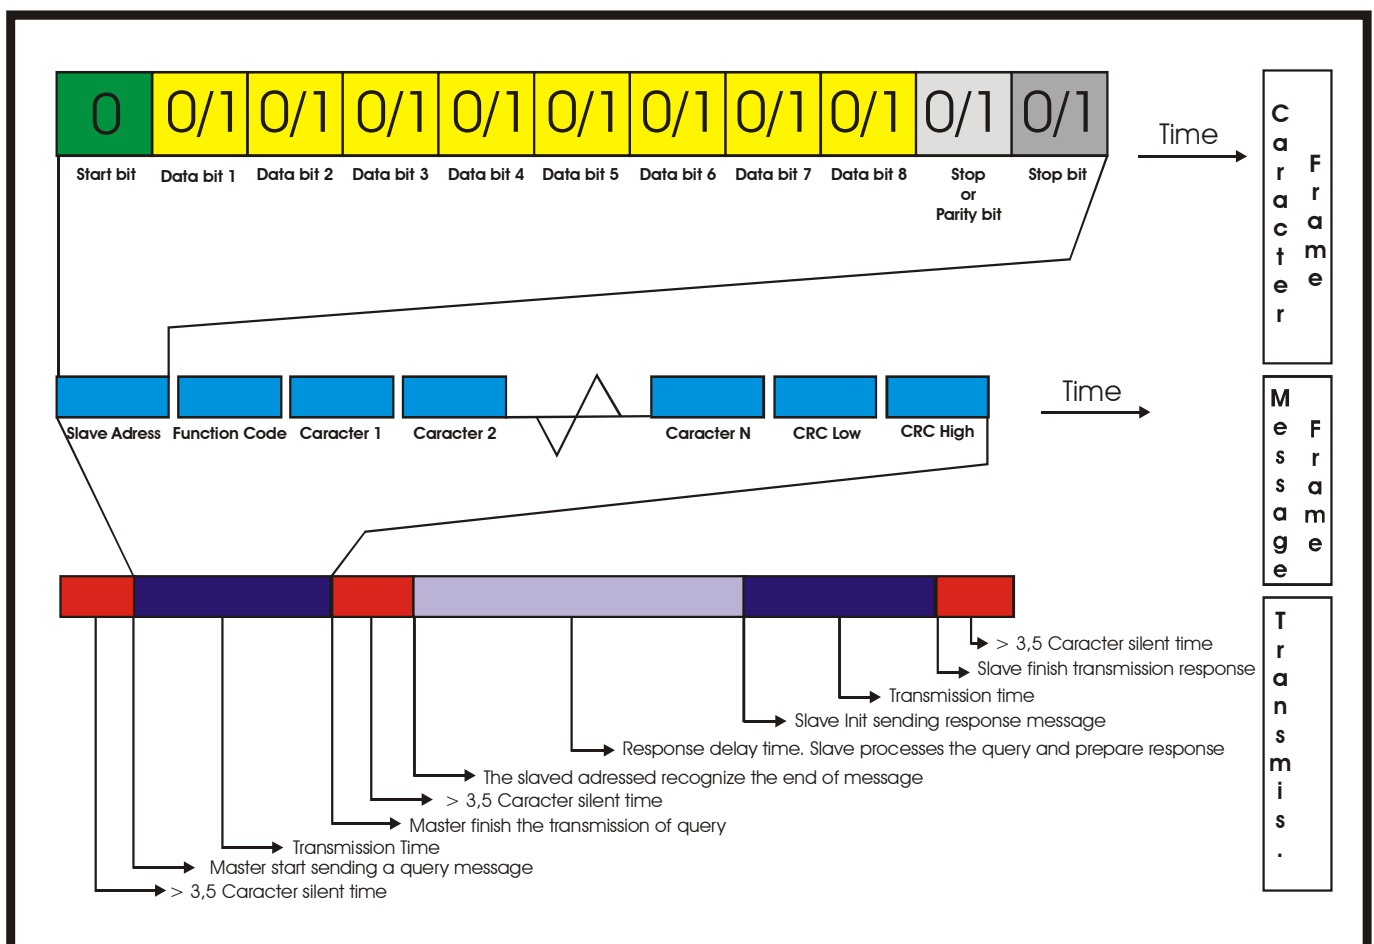 0 0/1 0/1 0/1 0/1 0/1 0/1 0/1 0/1 0/1 0/1
Start bit Data bit 1 Data bit 2 Data bit 3 Data bit 4 Data bit 5 Data bit 6 Data bit 7 Data bit 8 Stop Stop bit
or
Parity bit
Time
Caracter
Frame
Slave Adress Function Code Caracter 1 Caracter 2 Caracter N CRC Low CRC High
Time
Message
Frame
> 3,5 Caracter silent time
Slave finish transmission response
Transmission time
Slave Init sending response message
Response delay time. Slave processes the query and prepare response
The slaved adressed recognize the end of message
> 3,5 Caracter silent time
Master finish the transmission of query
Transmission Time
Master start sending a query message
> 3,5 Caracter silent time
Transmis.